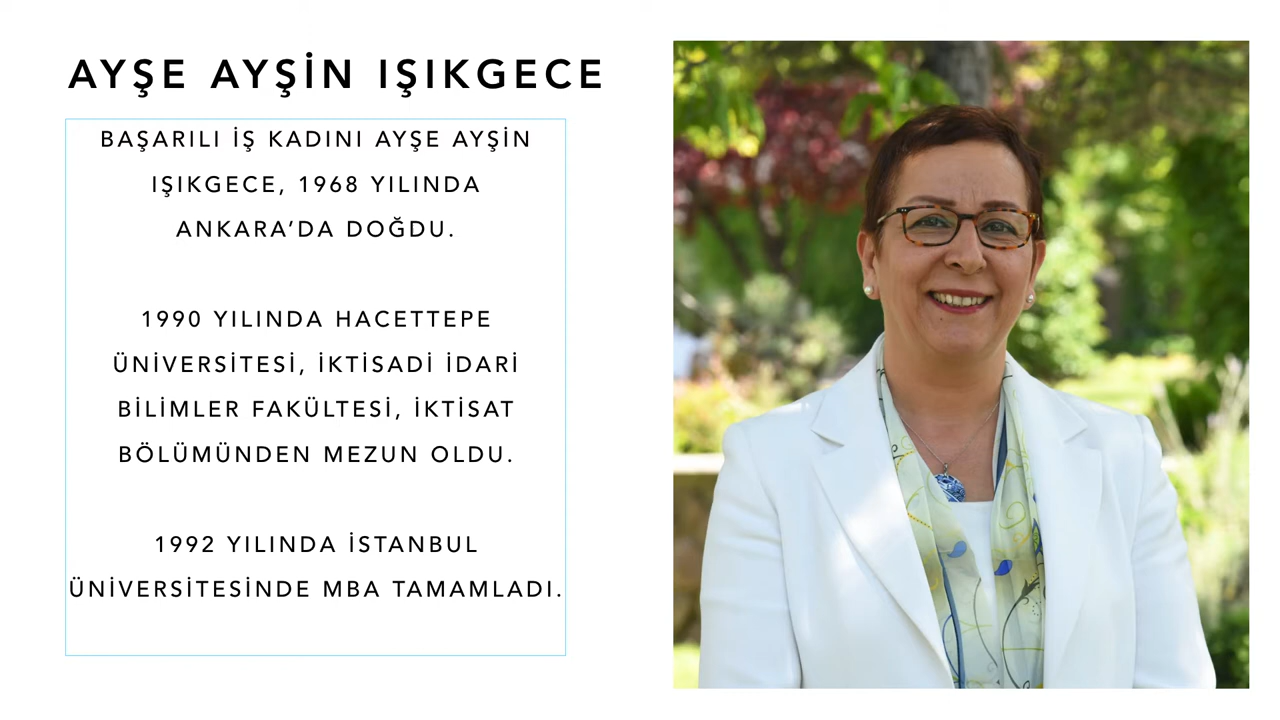 AYŞE AYŞİN IŞIKGECE
BAŞARILI İŞ KADINI AYŞE AYŞİN
IŞIKGECE, 1968 YILINDA
ANKARA’DA DOĞDU.
1990 YILINDA HACETTEPE
ÜNİVERSİTESİ, İKTİSADİ İDARİ
BİLİMLER FAKÜLTESİ, İKTİSAT
BÖLÜMÜNDEN MEZUN OLDU.
1992 YILINDA İSTANBUL
ÜNİVERSİTESİNDE MBA TAMAMLADI.